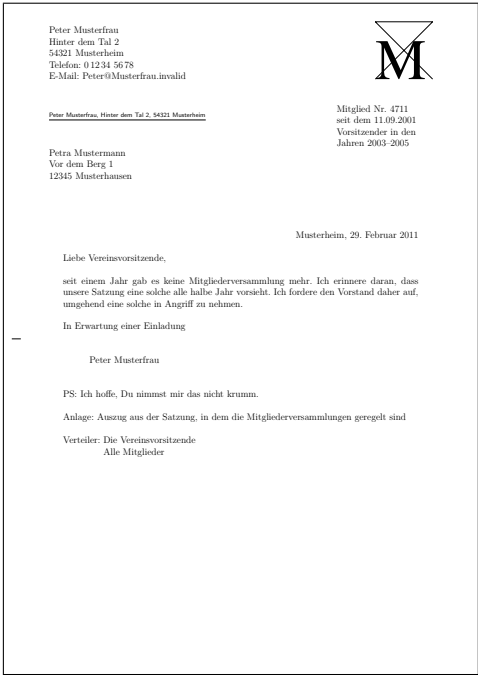 Peter Musterfrau
Hinter dem Tal 2
54321 Musterheim
Telefon: 0 12 34 56 78
E-Mail: Peter@Musterfrau.invalid
M
Peter Musterfrau, Hinter dem Tal 2, 54321 Musterheim
Mitglied Nr. 4711
seit dem 11.09.2001
Vorsitzender in den
Jahren 2003–2005
Petra Mustermann
Vor dem Berg 1
12345 Musterhausen
Musterheim, 29. Februar 2011
Liebe Vereinsvorsitzende,
seit einem Jahr gab es keine Mitgliederversammlung mehr. Ich erinnere daran, dass
unsere Satzung eine solche alle halbe Jahr vorsieht. Ich fordere den Vorstand daher auf,
umgehend eine solche in Angriff zu nehmen.
In Erwartung einer Einladung
Peter Musterfrau
PS: Ich hoffe, Du nimmst mir das nicht krumm.
Anlage: Auszug aus der Satzung, in dem die Mitgliederversammlungen geregelt sind
Verteiler: Die Vereinsvorsitzende
Alle Mitglieder